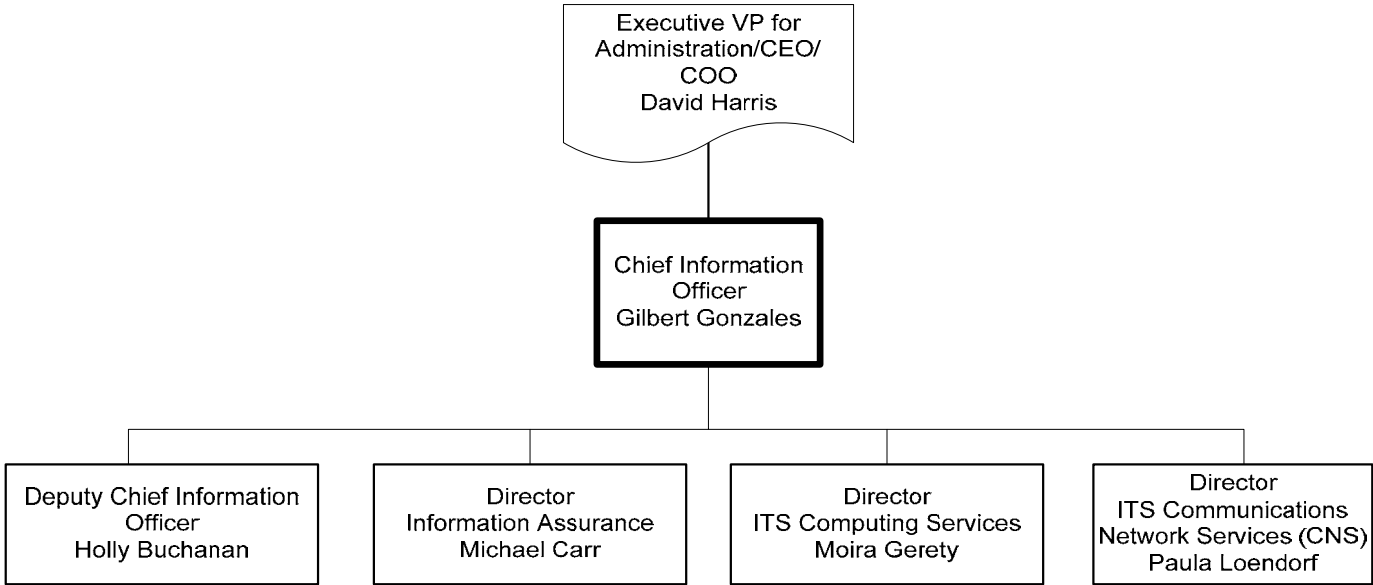 Executive VP for
Administration/CEO/
COO
David Harris
Chief Information
Officer
Gilbert Gonzales
Deputy Chief Information
Officer
Holly Buchanan
Director
Information Assurance
Michael Carr
Director
ITS Computing Services
Moira Gerety
Director
ITS Communications
Network Services (CNS)
Paula Loendorf